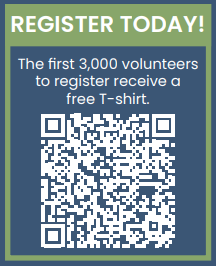 REGISTER TODAY!
The first 3,000 volunteers
to register receive a
free T-shirt.